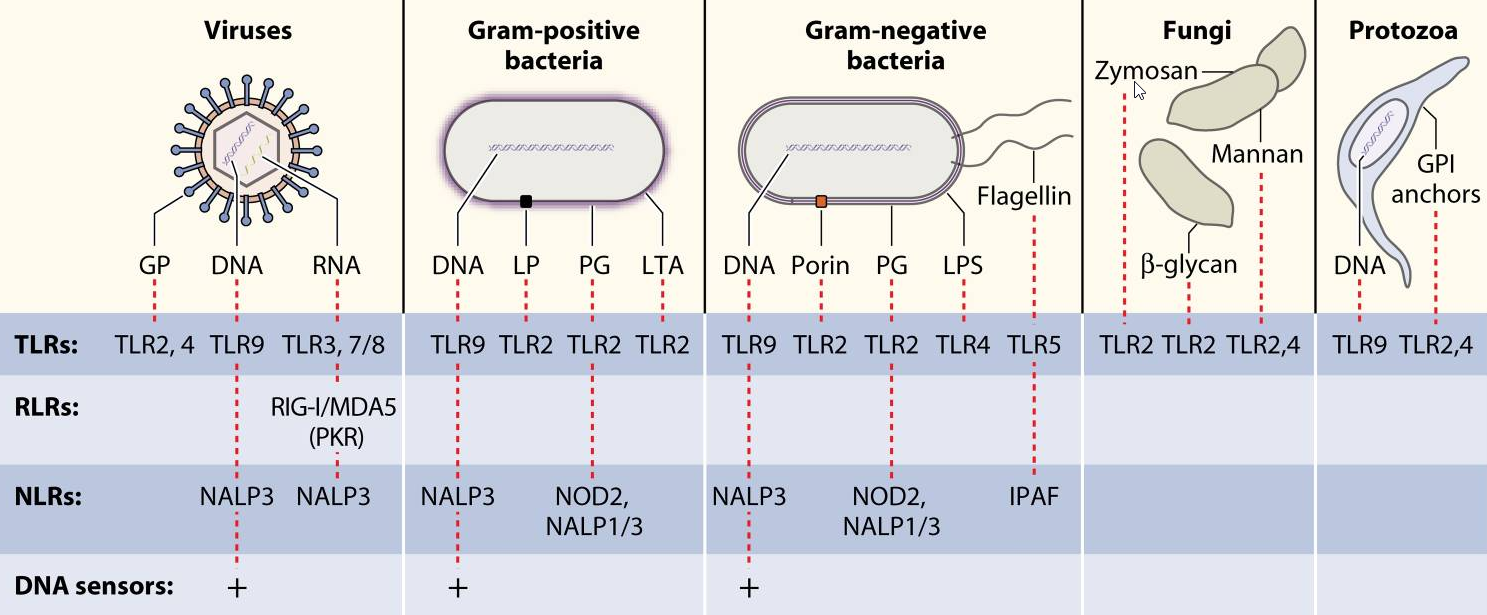 Viruses
GP DNA RNA
Gram-positive
bacteria
DNA LP PG LTA
Gram-negative
bacteria
Flagellin
DNA Porin PG LPS
Fungi
Zymosan
Mannan
β-glycan
Protozoa
GPI
anchors
DNA
TLRs: TLR2, 4 TLR9 TLR3, 7/8 TLR9 TLR2 TLR2 TLR2 TLR9 TLR2 TLR2 TLR4 TLR5 TLR2 TLR2 TLR2,4 TLR9 TLR2,4
RLRs: RIG-I/MDA5
(PKR)
NLRs: NALP3 NALP3 NALP3 NOD2, NALP3 NOD2, IPAF
NALP1/3 NALP1/3
DNA sensors: + + +